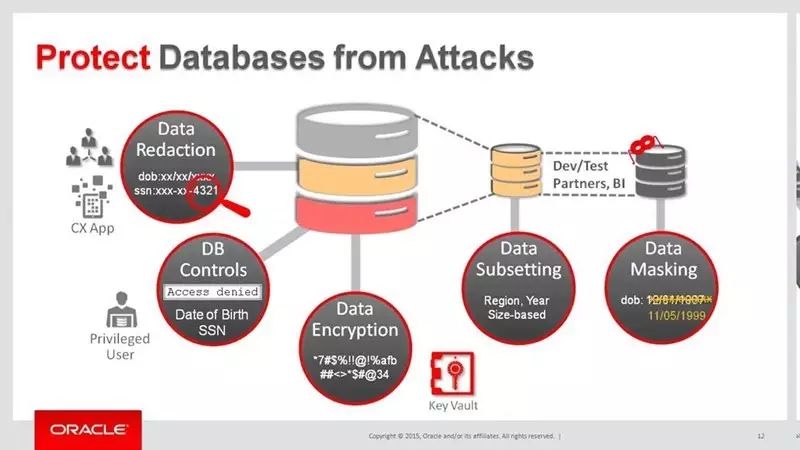 Protect Databases from Attacks
Data
Redaction
dob:xx/xx/xxxx
ssn:xxx-xx-4321
CX App
DB
Controls
Access denied
Date of Birth
SSN
Privileged
User
Data
Encryption
*7#$%!!@!%afb
##<>*$#@34
Key Vault
Dev/Test
Partners, BI
Data
Subsetting
Region, Year
Size-based
Data
Masking
dob:
11/05/1999
ORACLE
Copyright © 2015, Oracle and/or its affiliates. All rights reserved. |
12